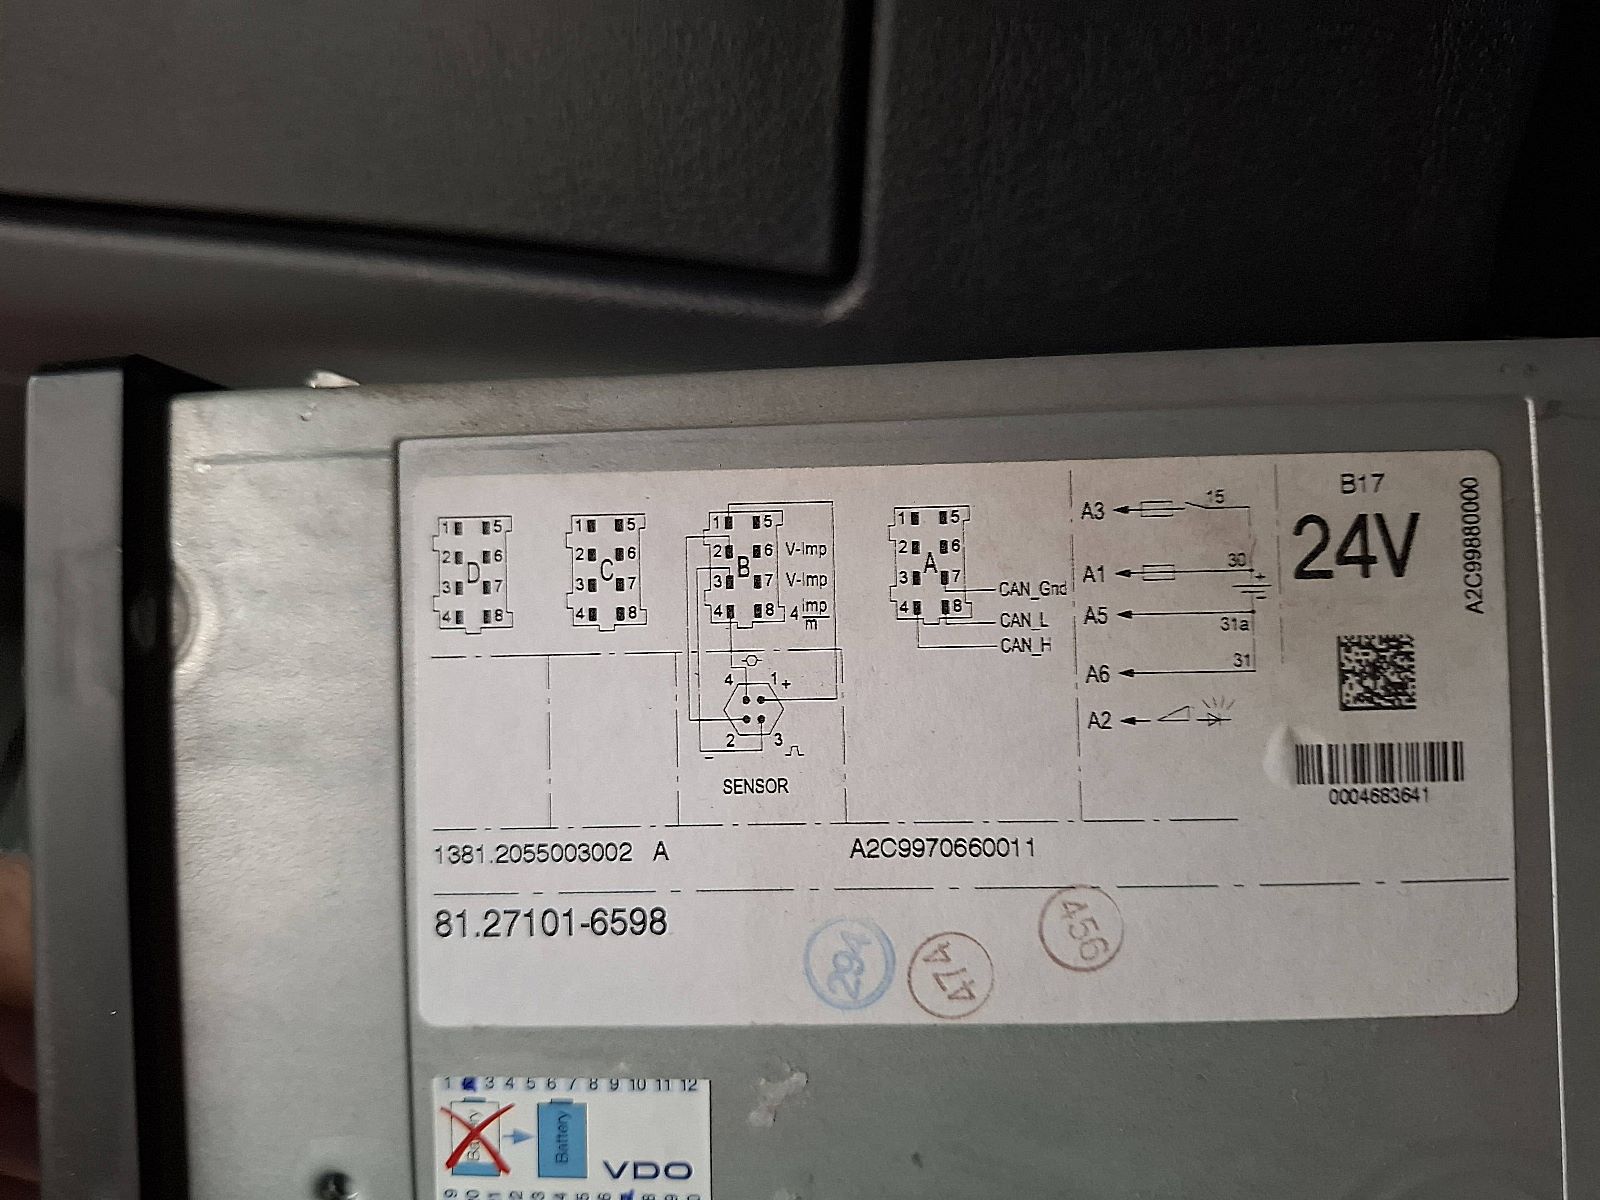 1 5 1 5 1 5 1 5
2 6 2 6 2 6 V-Imp 2 6
D C B A
3 7 3 7 3 7 V-Imp 3 7
4 8 4 8 4 8 4 Imp/m 4 8
CAN_Gnd
CAN_L
CAN_H
4 1 +
2 3
−
SENSOR
A3 15
A1 30
+
−
A5 31a
A6 31
A2
B17
24V
A2C99880000
0004683641
1381.2055003002 A A2C9970660011
81.27101-6598
294
474
456
1 3 4 5 6 7 8 9 10 11 12
Battery
Battery
VDO